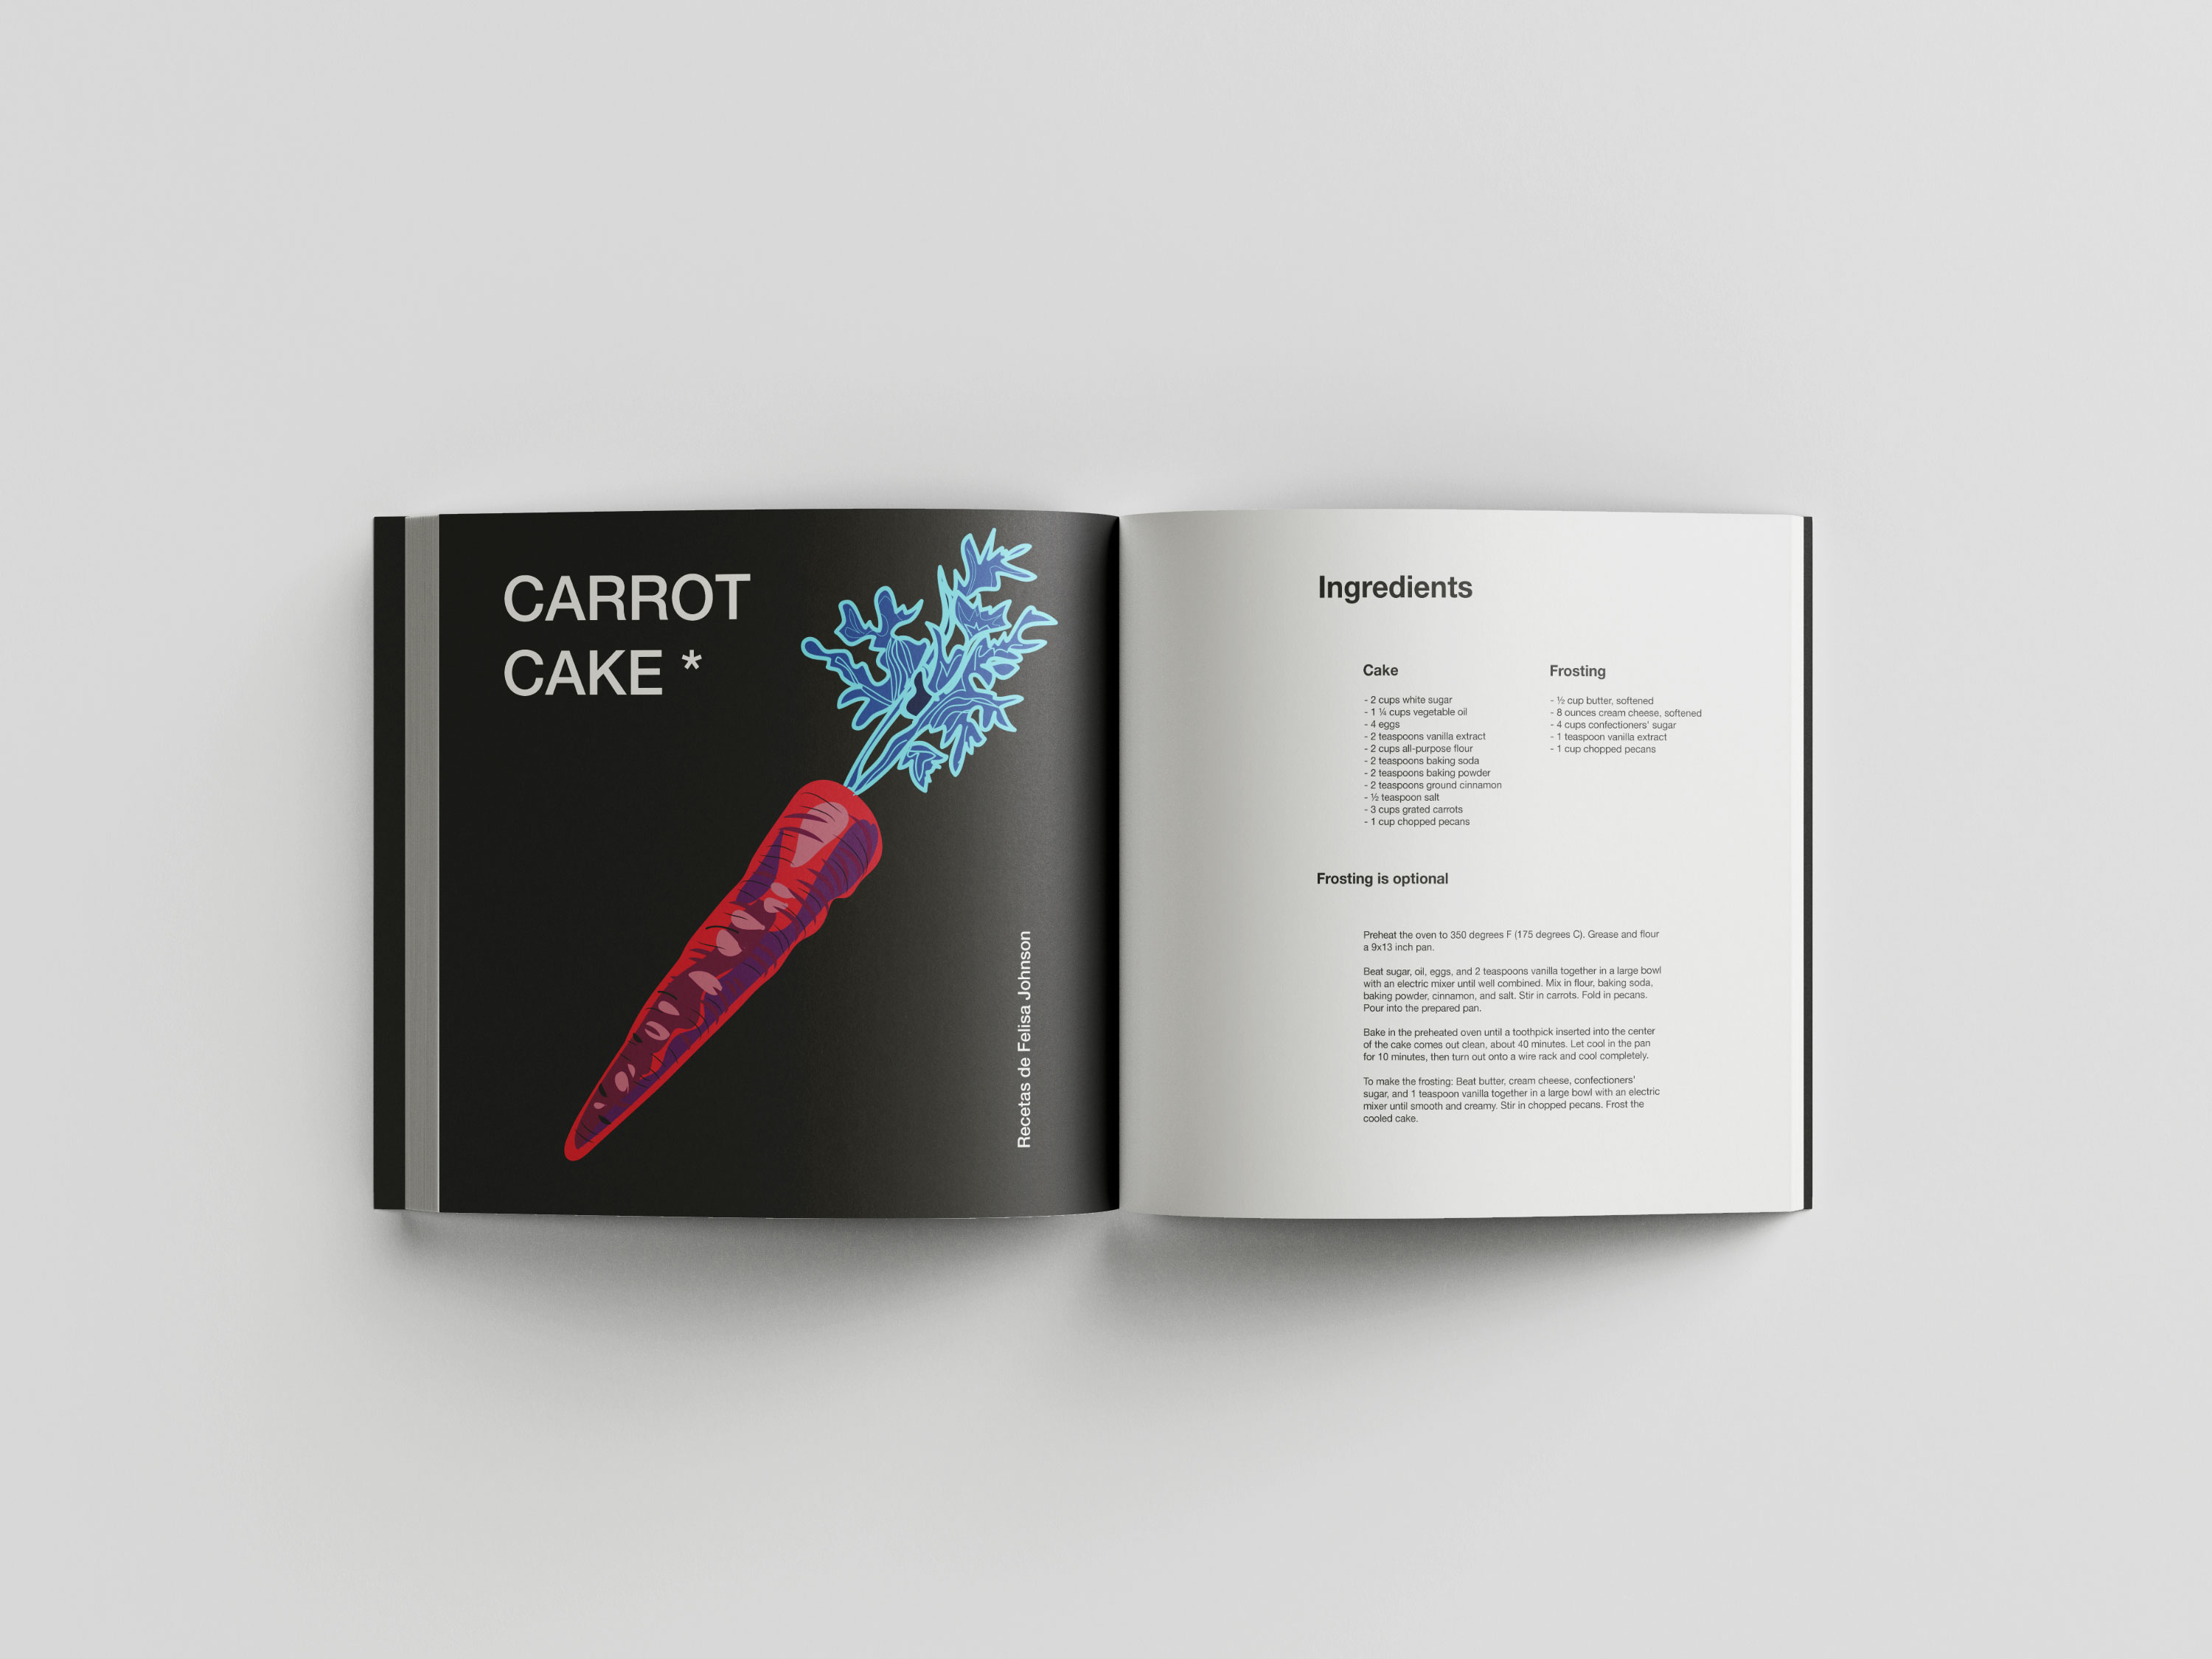 CARROT
CAKE *
Recetas de Felisa Johnson
Ingredients
Cake
- 2 cups white sugar
- 1 ¼ cups vegetable oil
- 4 eggs
- 2 teaspoons vanilla extract
- 2 cups all-purpose flour
- 2 teaspoons baking soda
- 2 teaspoons baking powder
- 2 teaspoons ground cinnamon
- ½ teaspoon salt
- 3 cups grated carrots
- 1 cup chopped pecans
Frosting
- ½ cup butter, softened
- 8 ounces cream cheese, softened
- 4 cups confectioners' sugar
- 1 teaspoon vanilla extract
- 1 cup chopped pecans
Frosting is optional
Preheat the oven to 350 degrees F (175 degrees C). Grease and flour
a 9x13 inch pan.
Beat sugar, oil, eggs, and 2 teaspoons vanilla together in a large bowl
with an electric mixer until well combined. Mix in flour, baking soda,
baking powder, cinnamon, and salt. Stir in carrots. Fold in pecans.
Pour into the prepared pan.
Bake in the preheated oven until a toothpick inserted into the center
of the cake comes out clean, about 40 minutes. Let cool in the pan
for 10 minutes, then turn out onto a wire rack and cool completely.
To make the frosting: Beat butter, cream cheese, confectioners'
sugar, and 1 teaspoon vanilla together in a large bowl with an electric
mixer until smooth and creamy. Stir in chopped pecans. Frost the
cooled cake.